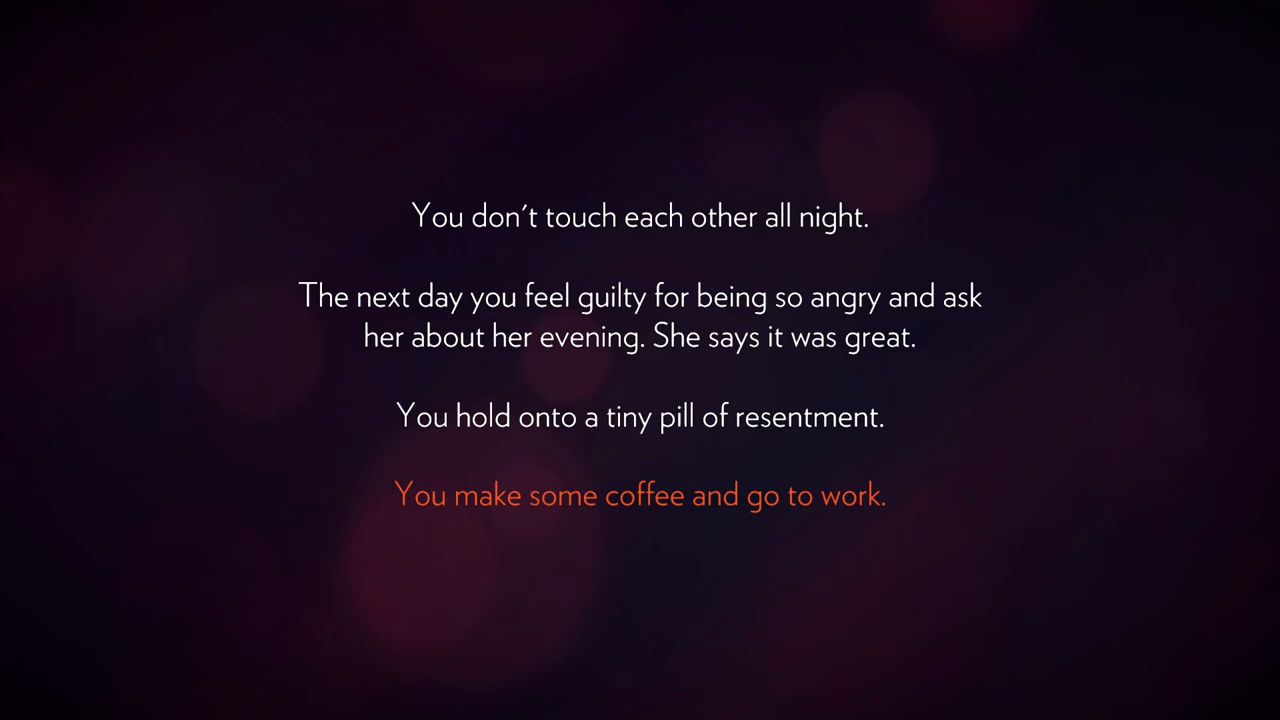 You don't touch each other all night.
The next day you feel guilty for being so angry and ask
her about her evening. She says it was great.
You hold onto a tiny pill of resentment.
You make some coffee and go to work.